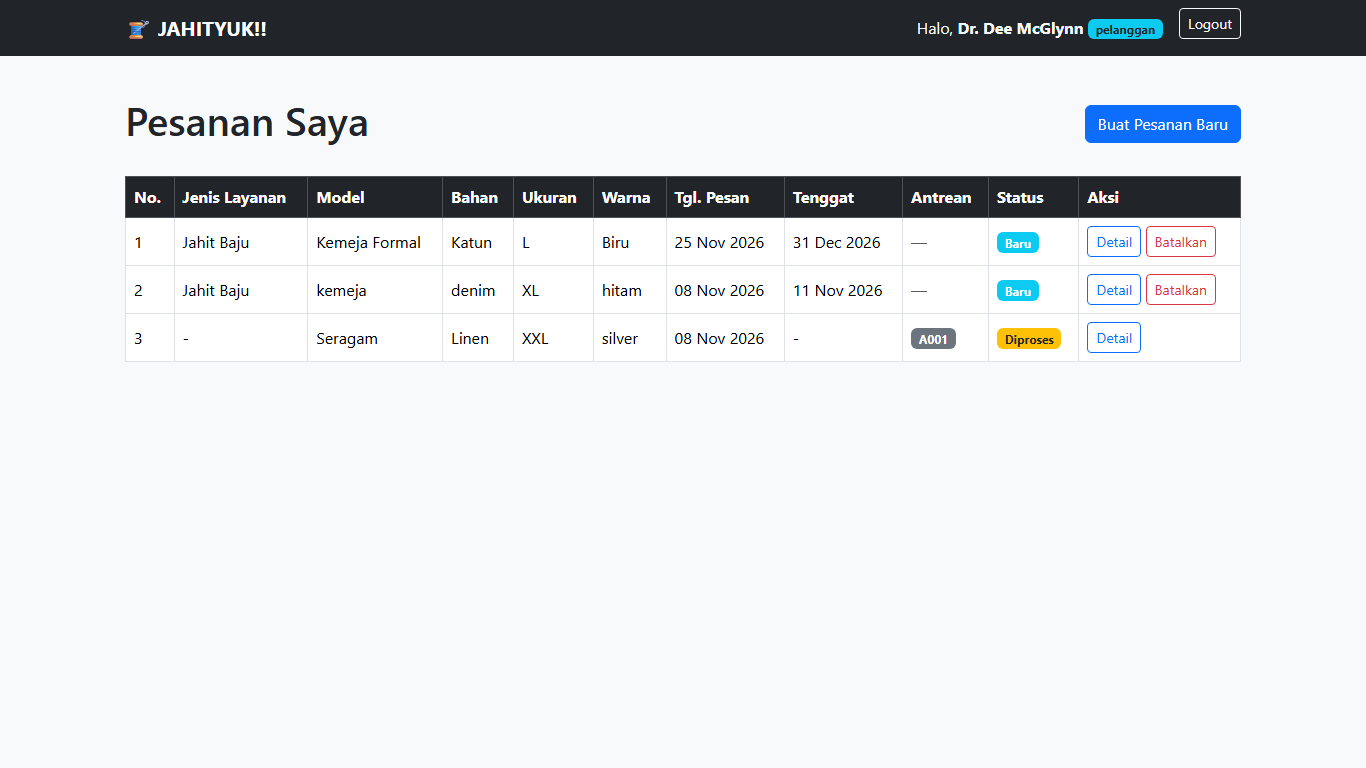 JAHITYUK!!
Halo, Dr. Dee McGlynn pelanggan Logout
Pesanan Saya
Buat Pesanan Baru
No. Jenis Layanan Model Bahan Ukuran Warna Tgl. Pesan Tenggat Antrean Status Aksi
1 Jahit Baju Kemeja Formal Katun L Biru 25 Nov 2026 31 Dec 2026 — Baru Detail Batalkan
2 Jahit Baju kemeja denim XL hitam 08 Nov 2026 11 Nov 2026 — Baru Detail Batalkan
3 - Seragam Linen XXL silver 08 Nov 2026 - A001 Diproses Detail